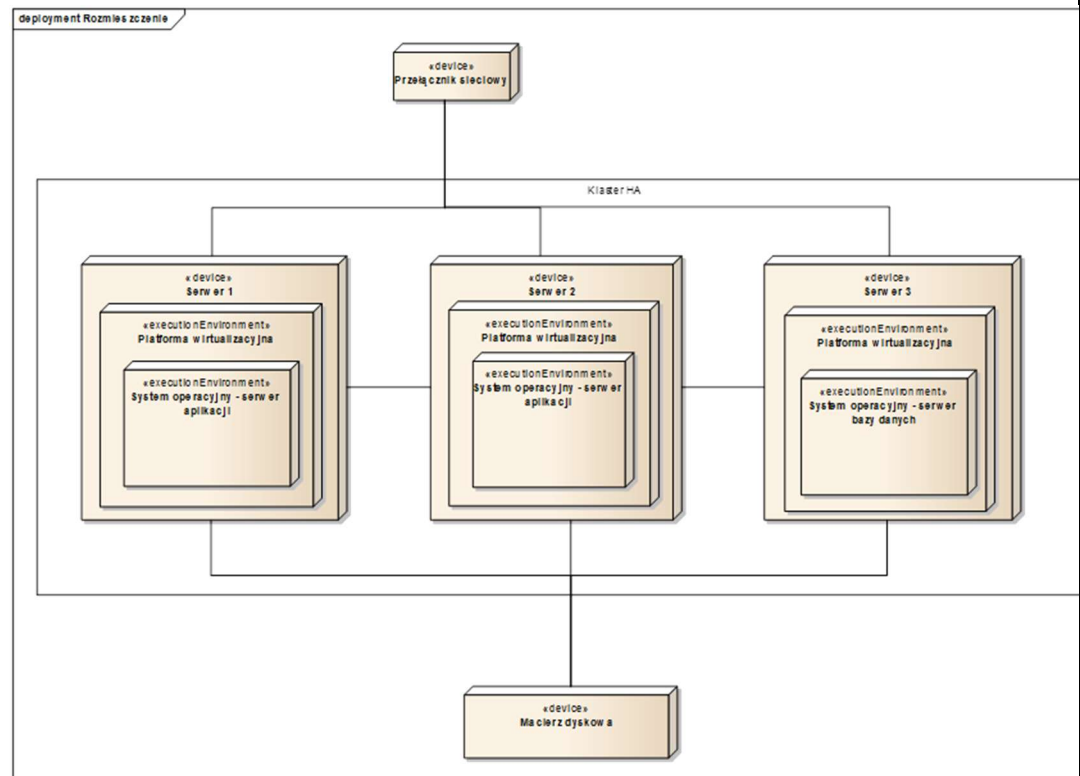 deployment Rozmieszczenie
«device»
Przełącznik sieciowy
Klaster HA
«device»
Serwer 1
«executionEnvironment»
Platforma wirtualizacyjna
«executionEnvironment»
System operacyjny - serwer
aplikacji
«device»
Serwer 2
«executionEnvironment»
Platforma wirtualizacyjna
«executionEnvironment»
System operacyjny - serwer
aplikacji
«device»
Serwer 3
«executionEnvironment»
Platforma wirtualizacyjna
«executionEnvironment»
System operacyjny - serwer
bazy danych
«device»
Macierz dyskowa